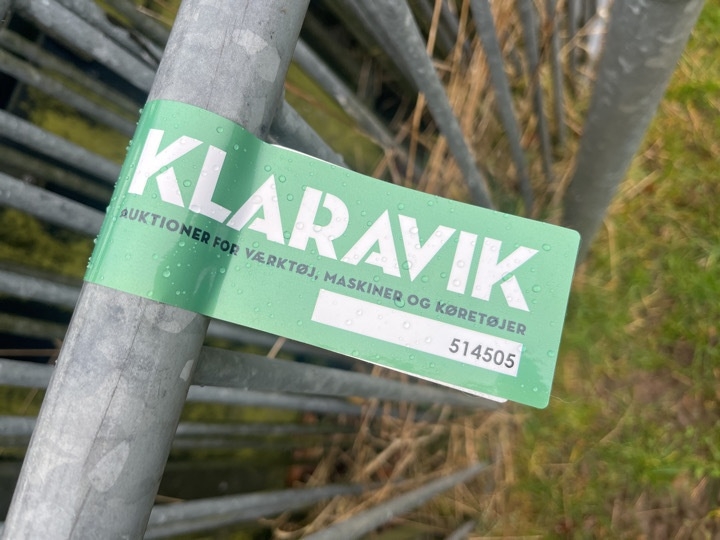 KLARAVIK
AUKTIONER FOR VÆRKTØJ, MASKINER OG KØRETØJER
514505